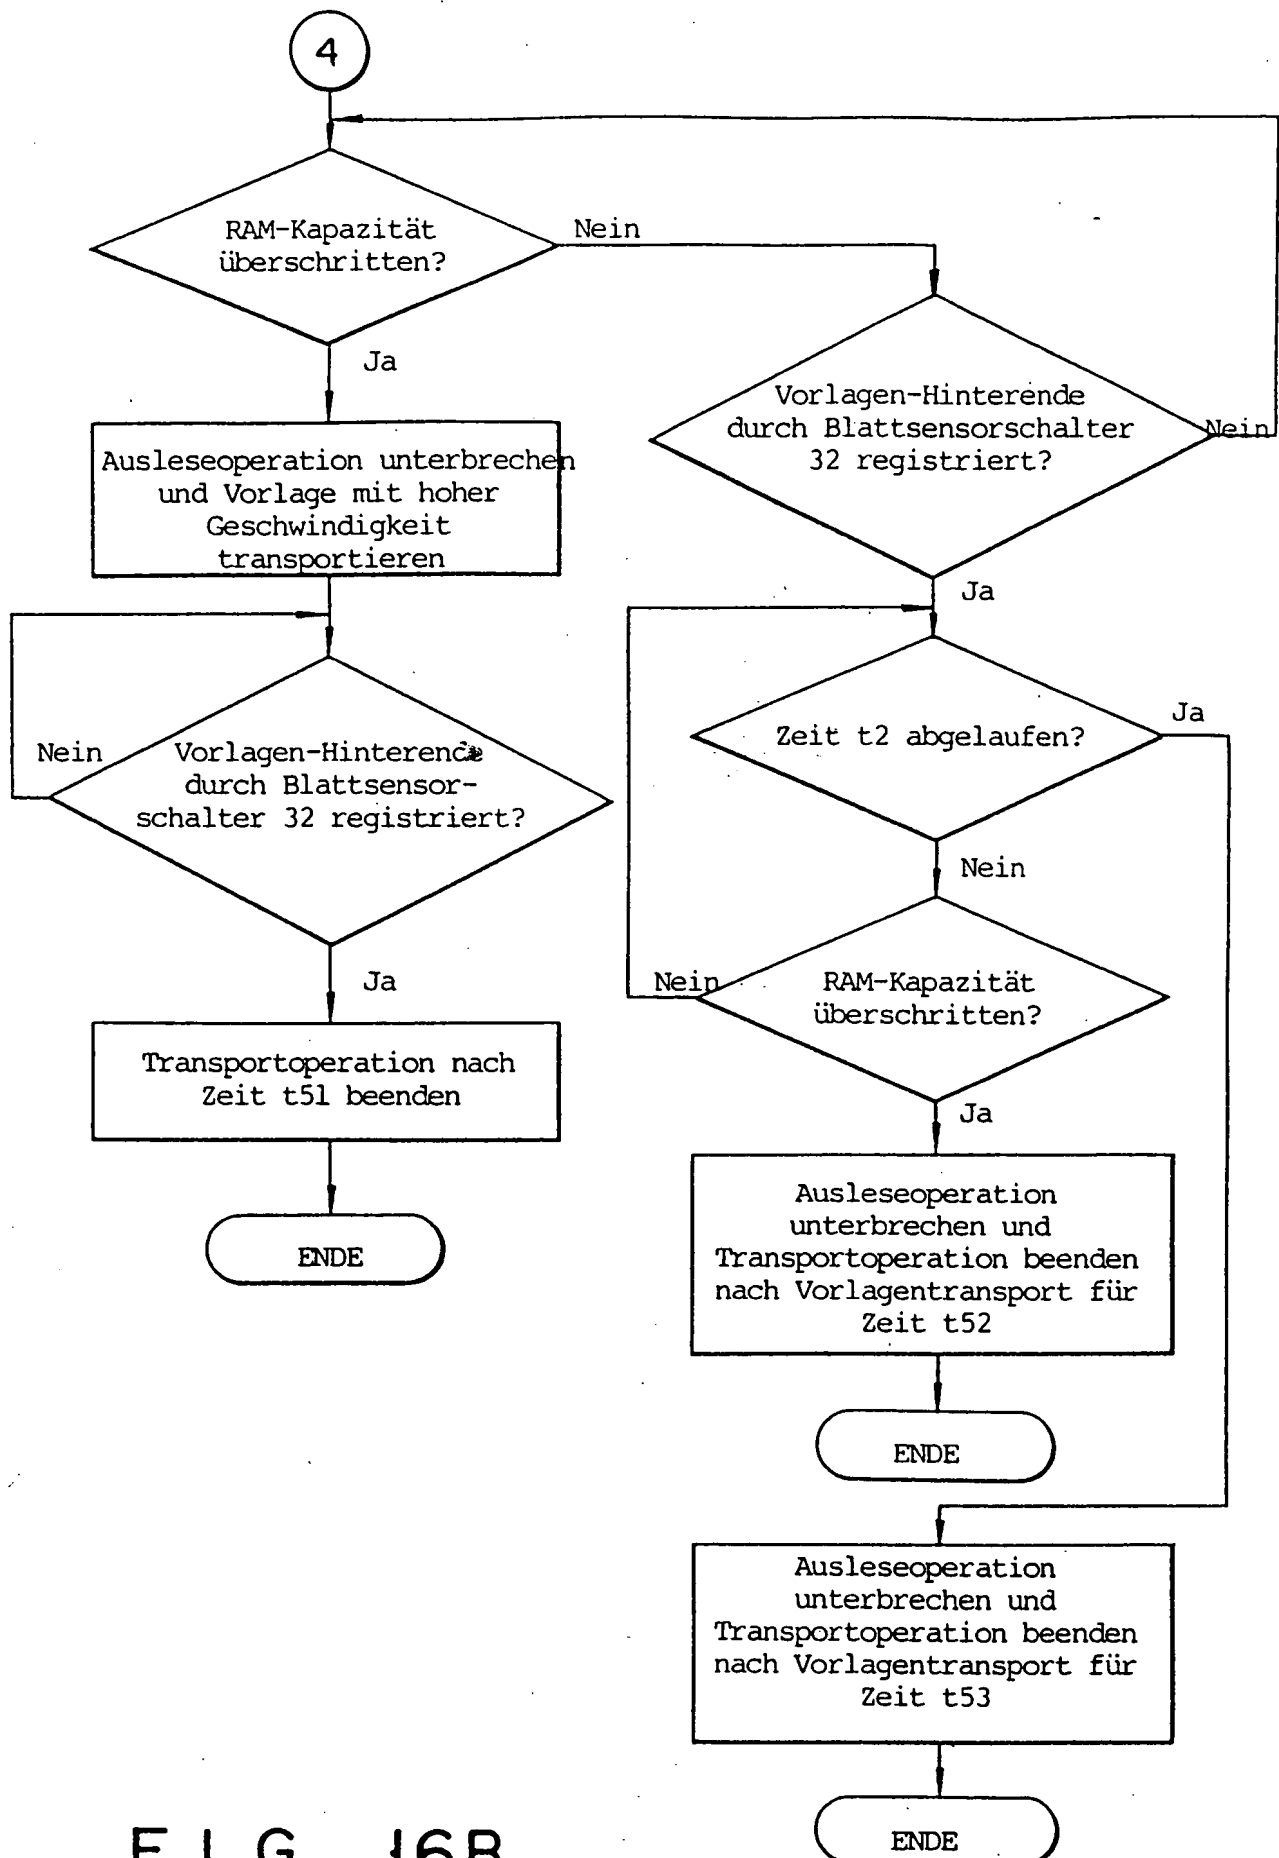 4
RAM-Kapazität
überschritten?
Nein
Ja
Ausleseoperation unterbrechen
und Vorlage mit hoher
Geschwindigkeit
transportieren
Nein
Vorlagen-Hinterende
durch Blattsensor-
schalter 32 registriert?
Ja
Transportoperation nach
Zeit t51 beenden
ENDE
Vorlagen-Hinterende
durch Blattsensorschalter
32 registriert?
Nein
Ja
Zeit t2 abgelaufen?
Ja
Nein
Nein
RAM-Kapazität
überschritten?
Ja
Ausleseoperation
unterbrechen und
Transportoperation beenden
nach Vorlagentransport für
Zeit t52
ENDE
Ausleseoperation
unterbrechen und
Transportoperation beenden
nach Vorlagentransport für
Zeit t53
ENDE
FIG. 16B